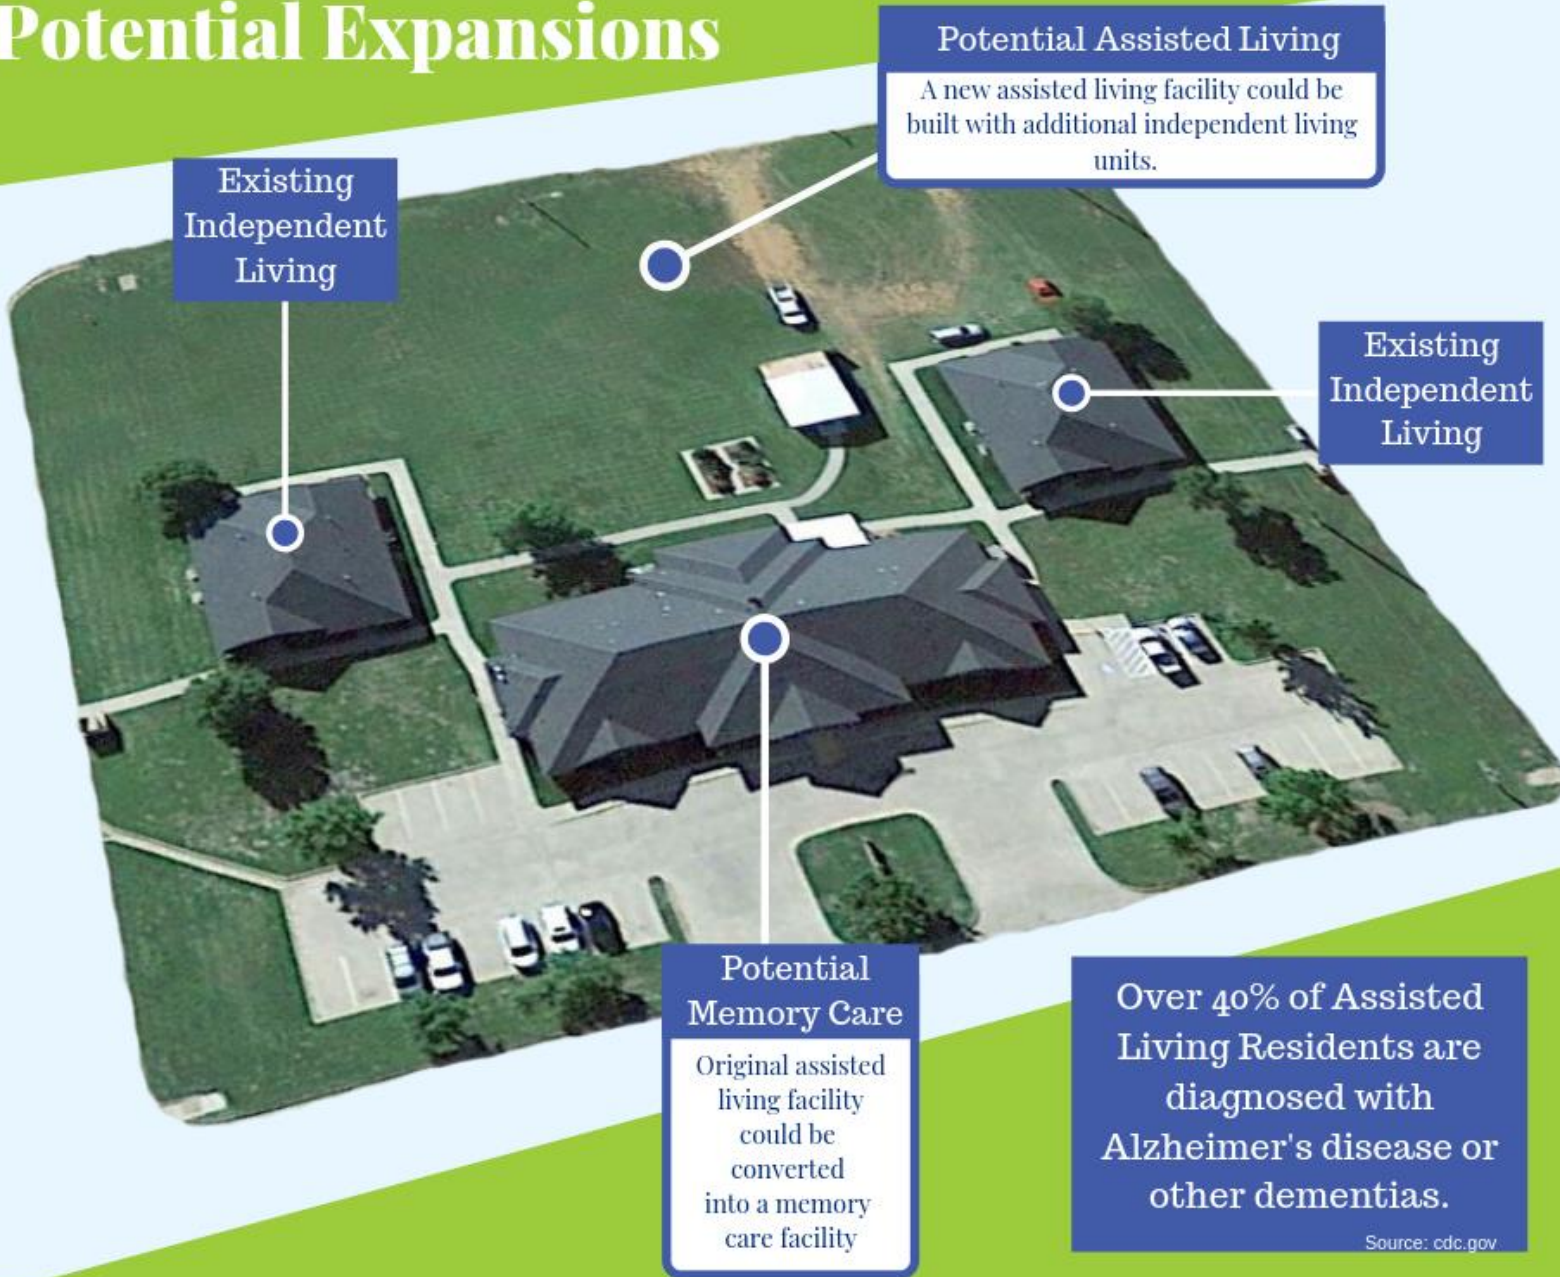 Potential Expansions
Potential Assisted Living
A new assisted living facility could be
built with additional independent living
units.
Existing
Independent
Living
Existing
Independent
Living
Potential
Memory Care
Original assisted
living facility
could be
converted
into a memory
care facility
Over 40% of Assisted
Living Residents are
diagnosed with
Alzheimer's disease or
other dementias.
Source: cdc.gov